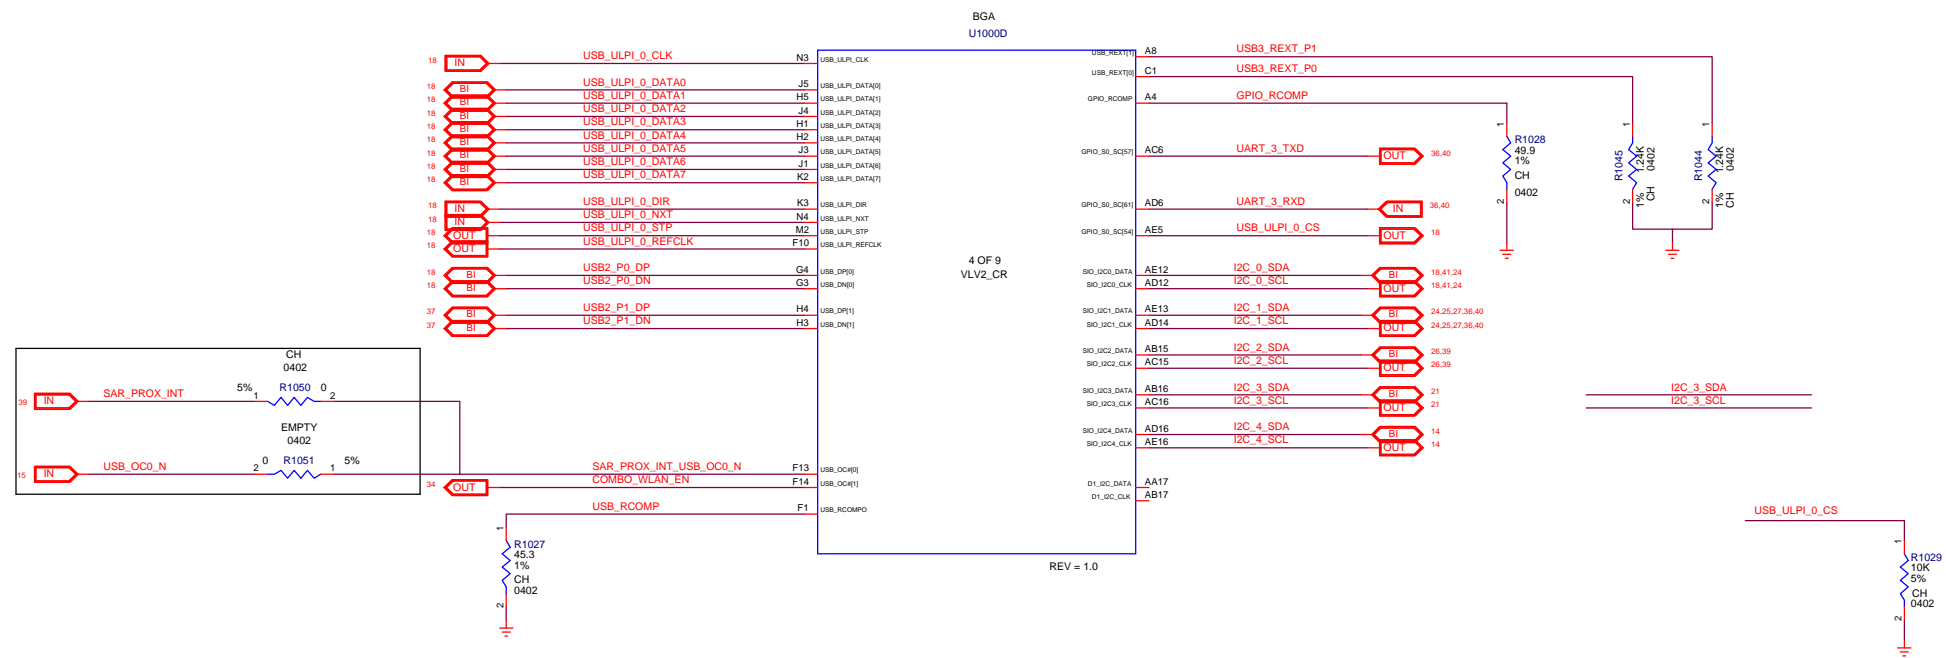 BGA
U1000D
18 IN USB_ULPI_0_CLK N3 USB_ULPI_CLK
18 BI USB_ULPI_0_DATA0 J5 USB_ULPI_DATA[0]
18 BI USB_ULPI_0_DATA1 H5 USB_ULPI_DATA[1]
18 BI USB_ULPI_0_DATA2 J4 USB_ULPI_DATA[2]
18 BI USB_ULPI_0_DATA3 H1 USB_ULPI_DATA[3]
18 BI USB_ULPI_0_DATA4 H2 USB_ULPI_DATA[4]
18 BI USB_ULPI_0_DATA5 J3 USB_ULPI_DATA[5]
18 BI USB_ULPI_0_DATA6 J1 USB_ULPI_DATA[6]
18 BI USB_ULPI_0_DATA7 K2 USB_ULPI_DATA[7]
18 IN USB_ULPI_0_DIR K3 USB_ULPI_DIR
18 IN USB_ULPI_0_NXT N4 USB_ULPI_NXT
18 OUT USB_ULPI_0_STP M2 USB_ULPI_STP
18 OUT USB_ULPI_0_REFCLK F10 USB_ULPI_REFCLK
18 BI USB2_P0_DP G4 USB_DP[0]
18 BI USB2_P0_DN G3 USB_DN[0]
37 BI USB2_P1_DP H4 USB_DP[1]
37 BI USB2_P1_DN H3 USB_DN[1]
CH
0402
39 IN SAR_PROX_INT 5% 1 R1050 0 2
EMPTY
0402
15 IN USB_OC0_N 2 0 R1051 1 5%
SAR_PROX_INT_USB_OC0_N F13 USB_OC#[0]
34 OUT COMBO_WLAN_EN F14 USB_OC#[1]
USB_RCOMP F1 USB_RCOMPO
1
R1027
45.3
1%
CH
0402
2
4 OF 9
VLV2_CR
REV = 1.0
USB_REXT[1] A8 USB3_REXT_P1
USB_REXT[0] C1 USB3_REXT_P0
GPIO_RCOMP A4 GPIO_RCOMP
GPIO_S0_SC[57] AC6 UART_3_TXD OUT 36,40
GPIO_S0_SC[61] AD6 UART_3_RXD IN 36,40
GPIO_S0_SC[54] AE5 USB_ULPI_0_CS OUT 18
SIO_I2C0_DATA AE12 I2C_0_SDA BI 18,41,24
SIO_I2C0_CLK AD12 I2C_0_SCL OUT 18,41,24
SIO_I2C1_DATA AE13 I2C_1_SDA BI 24,25,27,36,40
SIO_I2C1_CLK AD14 I2C_1_SCL OUT 24,25,27,36,40
SIO_I2C2_DATA AB15 I2C_2_SDA BI 26,39
SIO_I2C2_CLK AC15 I2C_2_SCL OUT 26,39
SIO_I2C3_DATA AB16 I2C_3_SDA BI 21
SIO_I2C3_CLK AC16 I2C_3_SCL OUT 21
SIO_I2C4_DATA AD16 I2C_4_SDA BI 14
SIO_I2C4_CLK AE16 I2C_4_SCL OUT 14
D1_I2C_DATA AA17
D1_I2C_CLK AB17
1
R1028
49.9
1%
CH
0402
2
1
R1045
1.24K
0402
1%
CH
2
1
R1044
1.24K
0402
1%
CH
2
I2C_3_SDA
I2C_3_SCL
USB_ULPI_0_CS
1
R1029
10K
5%
CH
0402
2